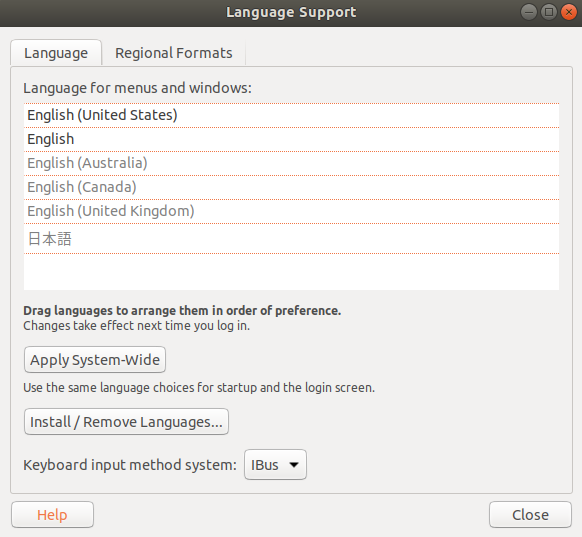 Language Support
Language
Regional Formats
Language for menus and windows:
English (United States)
English
English (Australia)
English (Canada)
English (United Kingdom)
日本語
Drag languages to arrange them in order of preference.
Changes take effect next time you log in.
Apply System-Wide
Use the same language choices for startup and the login screen.
Install / Remove Languages...
Keyboard input method system: IBus
Help
Close